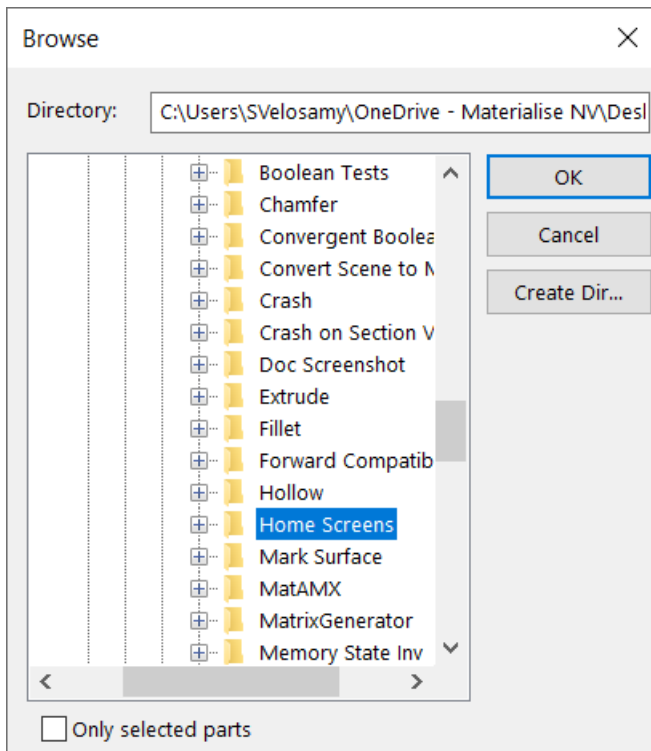 Browse
Directory: C:\Users\SVelosamy\OneDrive - Materialise NV\Desl
Boolean Tests
Chamfer
Convergent Boolea
Convert Scene to N
Crash
Crash on Section V
Doc Screenshot
Extrude
Fillet
Forward Compatib
Hollow
Home Screens
Mark Surface
MatAMX
MatrixGenerator
Memory State Inv
OK
Cancel
Create Dir...
Only selected parts